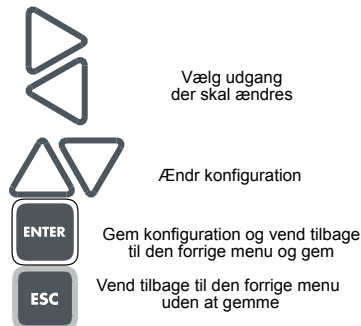 Vælg udgang
der skal ændres
Ændr konfiguration
ENTER
Gem konfiguration og vend tilbage
til den forrige menu og gem
ESC
Vend tilbage til den forrige menu
uden at gemme